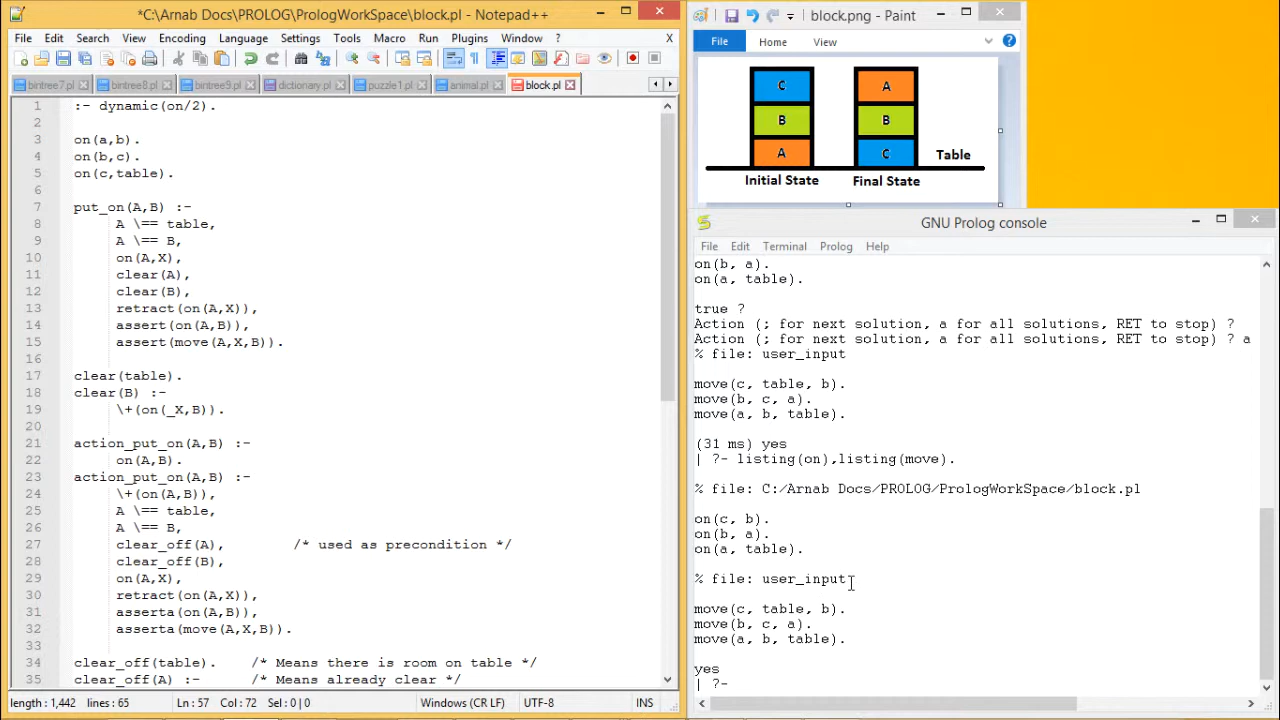 *C:\Arnab Docs\PROLOG\PrologWorkSpace\block.pl - Notepad++
File Edit Search View Encoding Language Settings Tools Macro Run Plugins Window ? X
bintree7.pl bintree8.pl bintree9.pl dictionary.pl puzzle1.pl animal.pl block.pl
1 :- dynamic(on/2).
2
3 on(a,b).
4 on(b,c).
5 on(c,table).
6
7 put_on(A,B) :-
8 A \== table,
9 A \== B,
10 on(A,X),
11 clear(A),
12 clear(B),
13 retract(on(A,X)),
14 assert(on(A,B)),
15 assert(move(A,X,B)).
16
17 clear(table).
18 clear(B) :-
19 \+(on(_X,B)).
20
21 action_put_on(A,B) :-
22 on(A,B).
23 action_put_on(A,B) :-
24 \+(on(A,B)),
25 A \== table,
26 A \== B,
27 clear_off(A), /* used as precondition */
28 clear_off(B),
29 on(A,X),
30 retract(on(A,X)),
31 asserta(on(A,B)),
32 asserta(move(A,X,B)).
33
34 clear_off(table). /* Means there is room on table */
35 clear_off(A) :- /* Means already clear */
length : 1,442 lines : 65 Ln : 57 Col : 72 Sel : 0 | 0 Windows (CR LF) UTF-8 INS
block.png - Paint
File Home View
C A
B B
A C
Table
Initial State Final State
GNU Prolog console
File Edit Terminal Prolog Help
on(b, a).
on(a, table).
true ?
Action (; for next solution, a for all solutions, RET to stop) ?
Action (; for next solution, a for all solutions, RET to stop) ? a
% file: user_input
move(c, table, b).
move(b, c, a).
move(a, b, table).
(31 ms) yes
| ?- listing(on),listing(move).
% file: C:/Arnab Docs/PROLOG/PrologWorkSpace/block.pl
on(c, b).
on(b, a).
on(a, table).
% file: user_input
move(c, table, b).
move(b, c, a).
move(a, b, table).
yes
| ?-